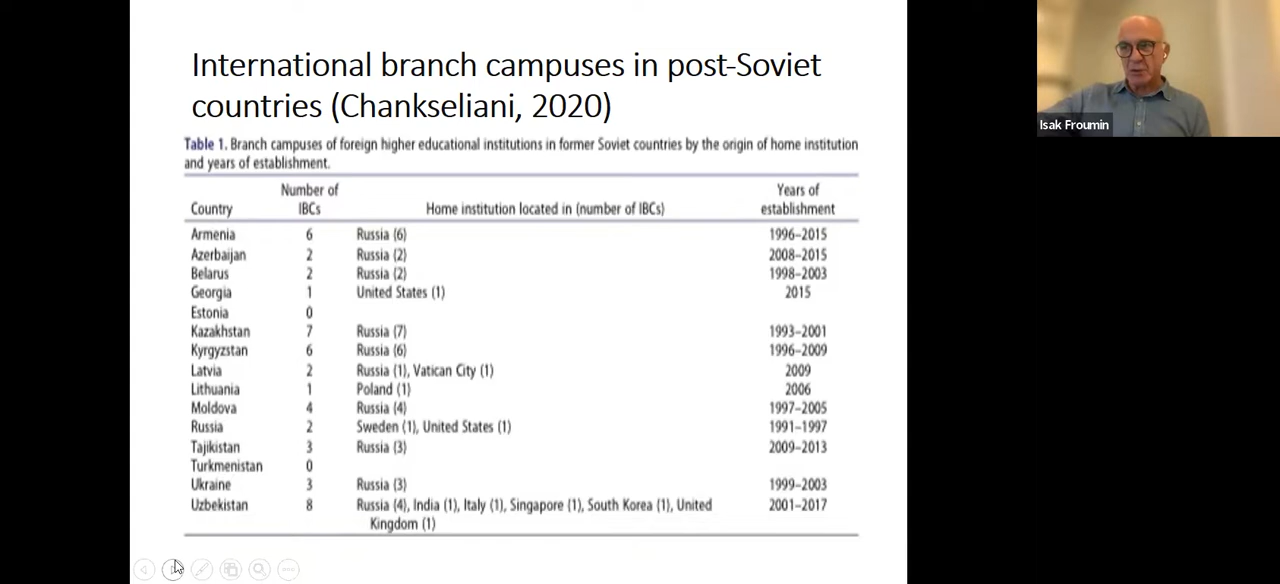 International branch campuses in post-Soviet
countries (Chankseliani, 2020)
Table 1. Branch campuses of foreign higher educational institutions in former Soviet countries by the origin of home institution
and years of establishment.
Number of Years of
Country IBCs Home institution located in (number of IBCs) establishment
Armenia 6 Russia (6) 1996–2015
Azerbaijan 2 Russia (2) 2008–2015
Belarus 2 Russia (2) 1998–2003
Georgia 1 United States (1) 2015
Estonia 0
Kazakhstan 7 Russia (7) 1993–2001
Kyrgyzstan 6 Russia (6) 1996–2009
Latvia 2 Russia (1), Vatican City (1) 2009
Lithuania 1 Poland (1) 2006
Moldova 4 Russia (4) 1997–2005
Russia 2 Sweden (1), United States (1) 1991–1997
Tajikistan 3 Russia (3) 2009–2013
Turkmenistan 0
Ukraine 3 Russia (3) 1999–2003
Uzbekistan 8 Russia (4), India (1), Italy (1), Singapore (1), South Korea (1), United 2001–2017
Kingdom (1)
Isak Froumin